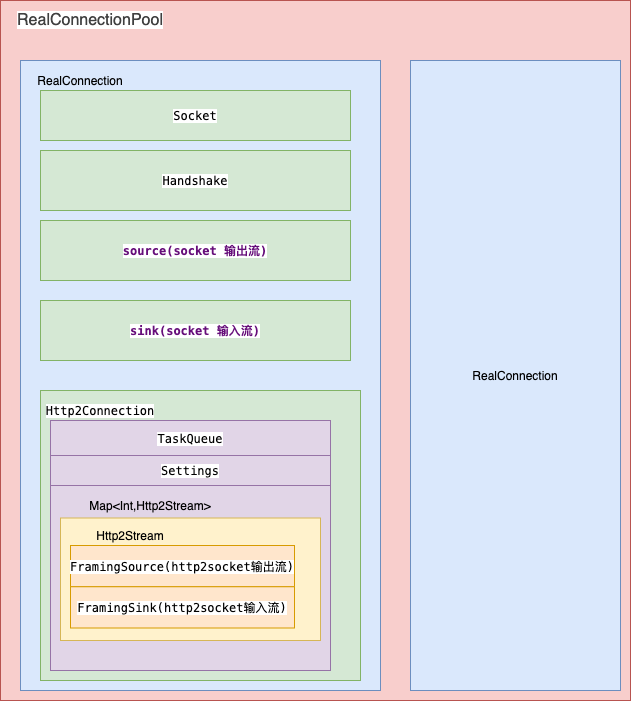 RealConnectionPool
RealConnection
Socket
Handshake
source(socket 输出流)
sink(socket 输入流)
Http2Connection
TaskQueue
Settings
Map<Int,Http2Stream>
Http2Stream
FramingSource(http2socket输出流)
FramingSink(http2socket输入流)
RealConnection